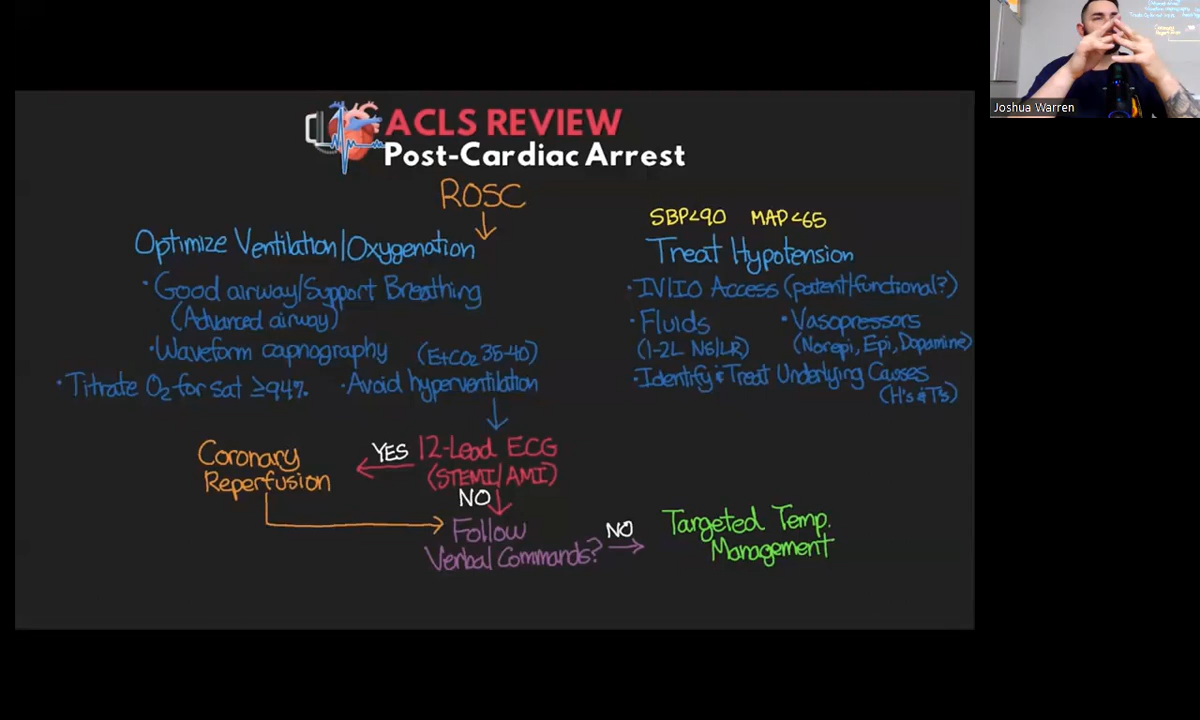 ACLS REVIEW
Post-Cardiac Arrest
ROSC
Optimize Ventilation/Oxygenation
• Good airway/Support Breathing
(Advanced airway)
• Waveform capnography (EtCO2 35-40)
• Titrate O2 for sat ≥94% • Avoid hyperventilation
SBP<90 MAP<65
Treat Hypotension
• IV/IO Access (patent/functional?)
• Fluids • Vasopressors
(1-2L NS/LR) (Norepi, Epi, Dopamine)
• Identify & Treat Underlying Causes
(H's & T's)
YES
12-Lead ECG
(STEMI/AMI)
Coronary
Reperfusion
NO
Follow
Verbal Commands?
NO
Targeted Temp.
Management
Joshua Warren